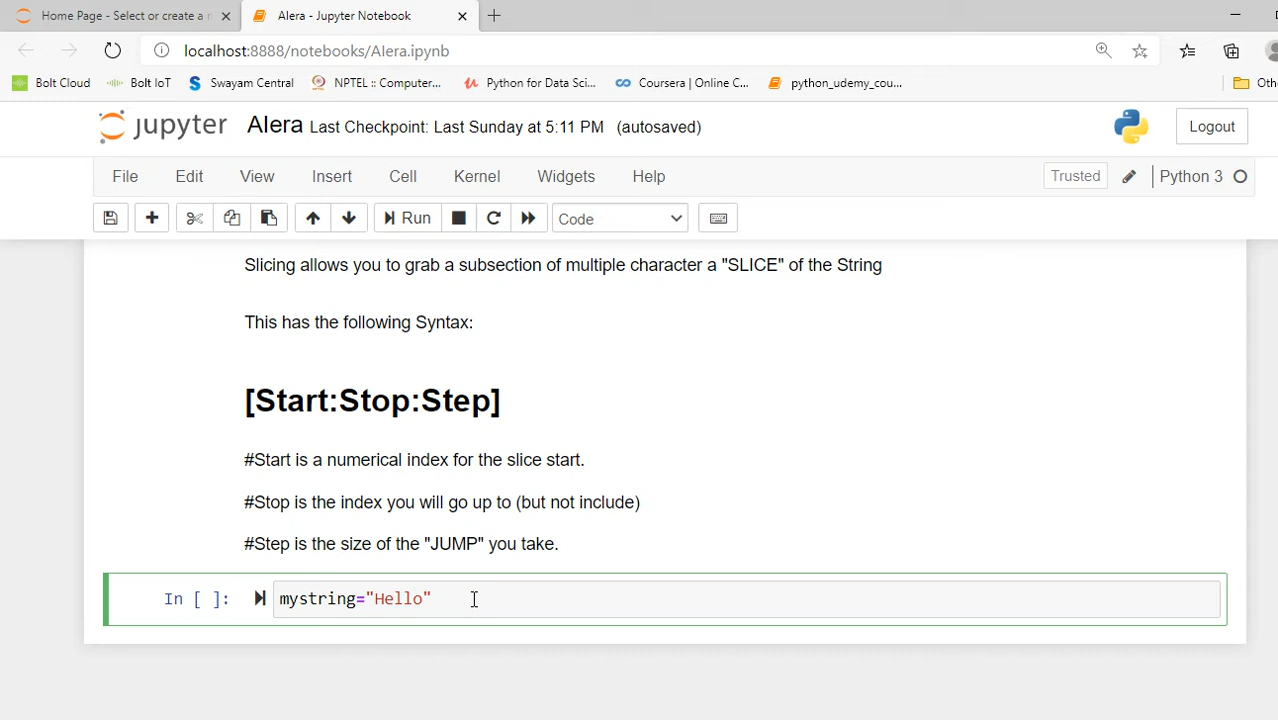 Home Page - Select or create a n
Alera - Jupyter Notebook
localhost:8888/notebooks/Alera.ipynb
Bolt Cloud
Bolt IoT
Swayam Central
NPTEL :: Computer...
Python for Data Sci...
Coursera | Online C...
python_udemy_cou...
Oth
jupyter Alera Last Checkpoint: Last Sunday at 5:11 PM (autosaved)
Logout
File Edit View Insert Cell Kernel Widgets Help
Trusted
Python 3
Run
Code
Slicing allows you to grab a subsection of multiple character a "SLICE" of the String
This has the following Syntax:
[Start:Stop:Step]
#Start is a numerical index for the slice start.
#Stop is the index you will go up to (but not include)
#Step is the size of the "JUMP" you take.
In [ ]: mystring="Hello"